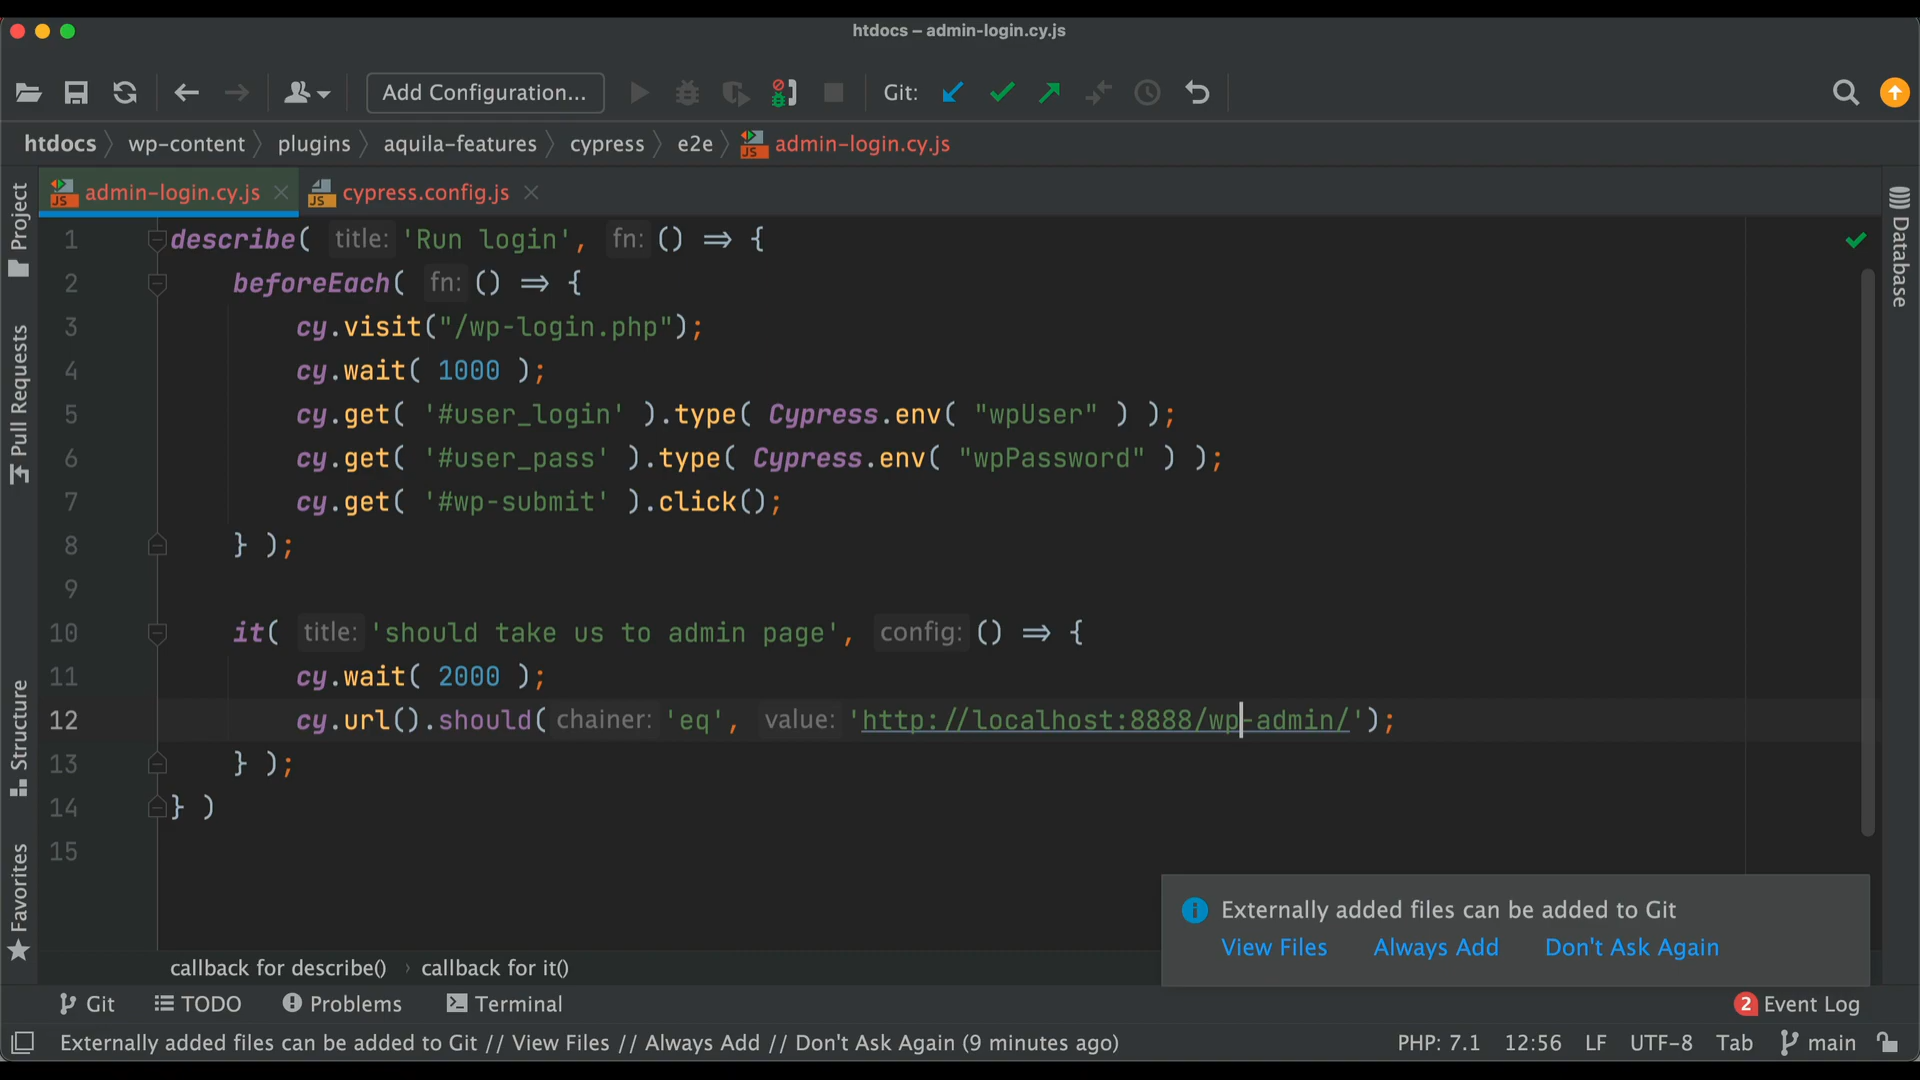 htdocs – admin-login.cy.js
Add Configuration... Git:
htdocs wp-content plugins aquila-features cypress e2e admin-login.cy.js
admin-login.cy.js cypress.config.js
Project
Pull Requests
Structure
Favorites
Database
1 describe( title: 'Run login', fn: () ⇒ {
2 beforeEach( fn: () ⇒ {
3 cy.visit("/wp-login.php");
4 cy.wait( 1000 );
5 cy.get( '#user_login' ).type( Cypress.env( "wpUser" ) );
6 cy.get( '#user_pass' ).type( Cypress.env( "wpPassword" ) );
7 cy.get( '#wp-submit' ).click();
8 } );
9
10 it( title: 'should take us to admin page', config: () ⇒ {
11 cy.wait( 2000 );
12 cy.url().should( chainer: 'eq', value: 'http://localhost:8888/wp-admin/');
13 } );
14 } )
15
Externally added files can be added to Git
View Files Always Add Don't Ask Again
callback for describe() › callback for it()
Git TODO Problems Terminal 2 Event Log
Externally added files can be added to Git // View Files // Always Add // Don't Ask Again (9 minutes ago) PHP: 7.1 12:56 LF UTF-8 Tab main